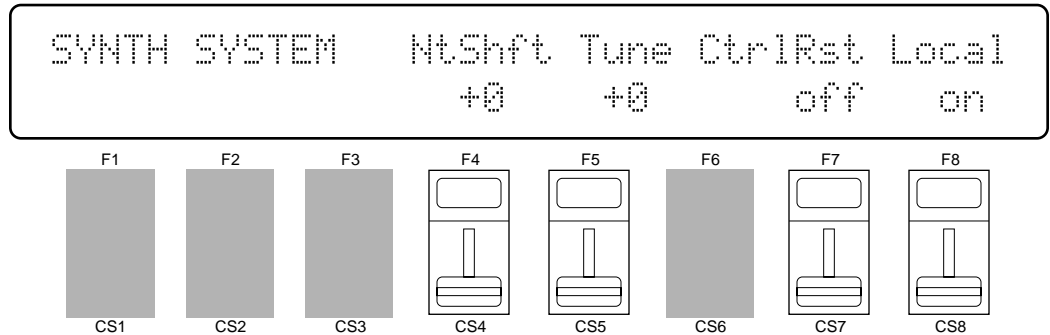 SYNTH SYSTEM NtShft Tune CtrlRst Local
+0 +0 off on
F1 F2 F3 F4 F5 F6 F7 F8
CS1 CS2 CS3 CS4 CS5 CS6 CS7 CS8